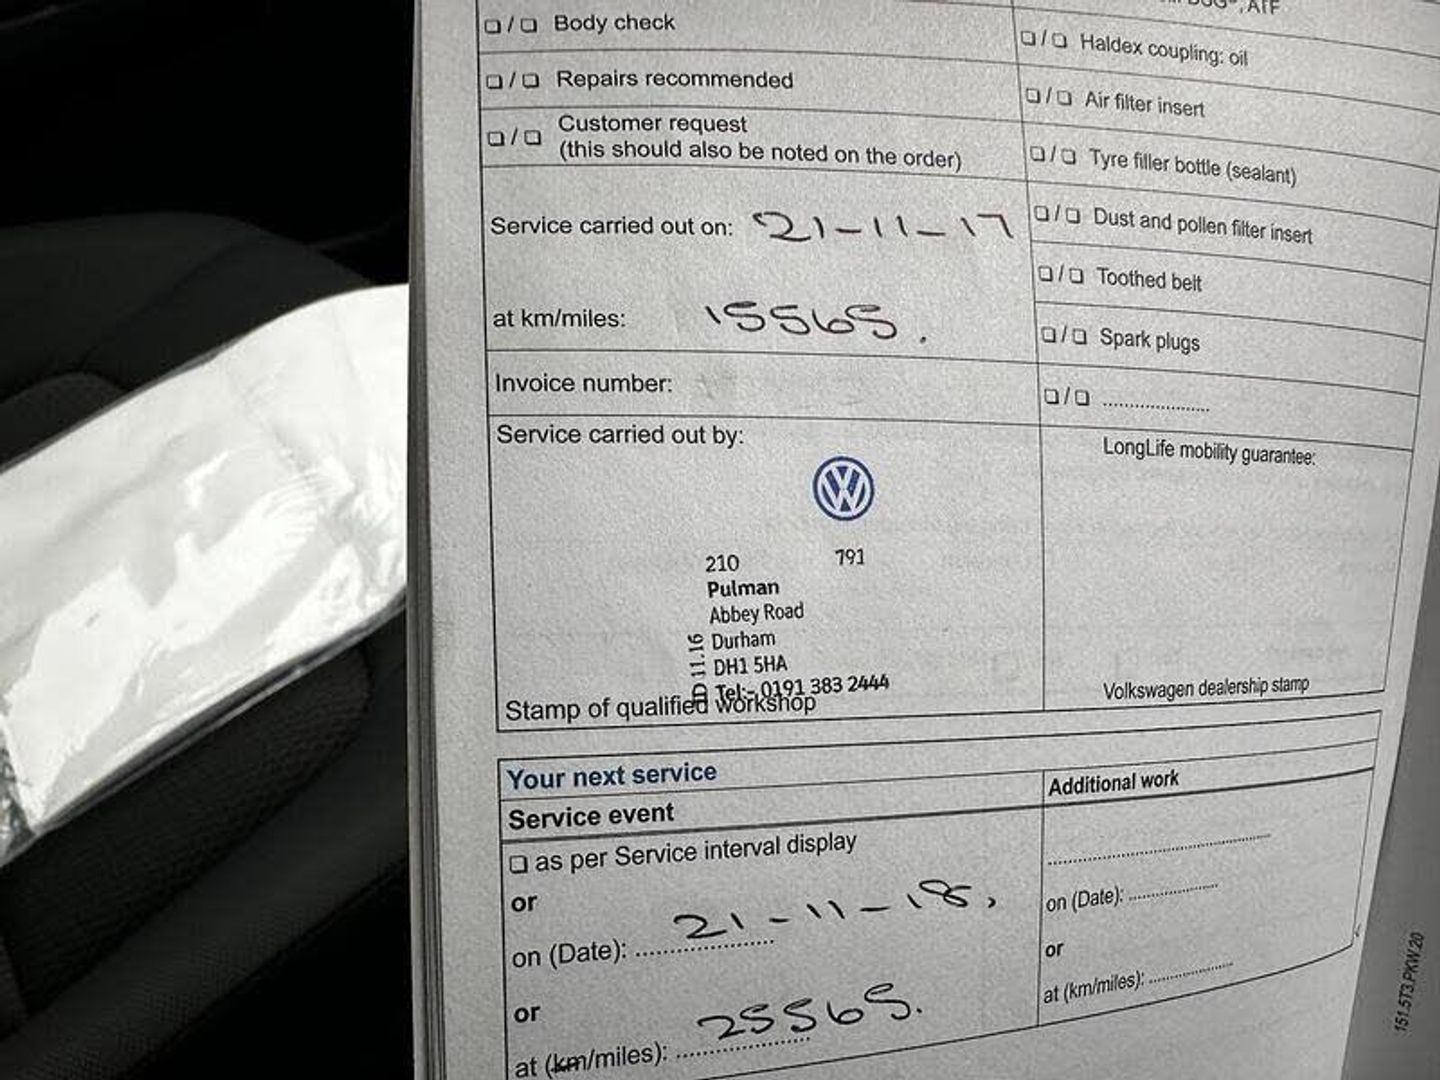 ❏ / ❏ Body check
❏ / ❏ Repairs recommended
❏ / ❏ Customer request
(this should also be noted on the order)
Service carried out on: 21-11-17
at km/miles: 15565.
Invoice number:
Service carried out by:
VW
210 791
Pulman
Abbey Road
Durham
DH1 5HA
Tel:- 0191 383 2444
11.16
Stamp of qualified workshop
, ATF
❏ / ❏ Haldex coupling: oil
❏ / ❏ Air filter insert
❏ / ❏ Tyre filler bottle (sealant)
❏ / ❏ Dust and pollen filter insert
❏ / ❏ Toothed belt
❏ / ❏ Spark plugs
❏ / ❏ ....................
LongLife mobility guarantee:
Volkswagen dealership stamp
Your next service
Service event
❏ as per Service interval display
or
on (Date): 21-11-18,
or
at (km/miles): 25565.
Additional work
on (Date): ....................
or
at (km/miles): ....................
151.5T3.PKW.20